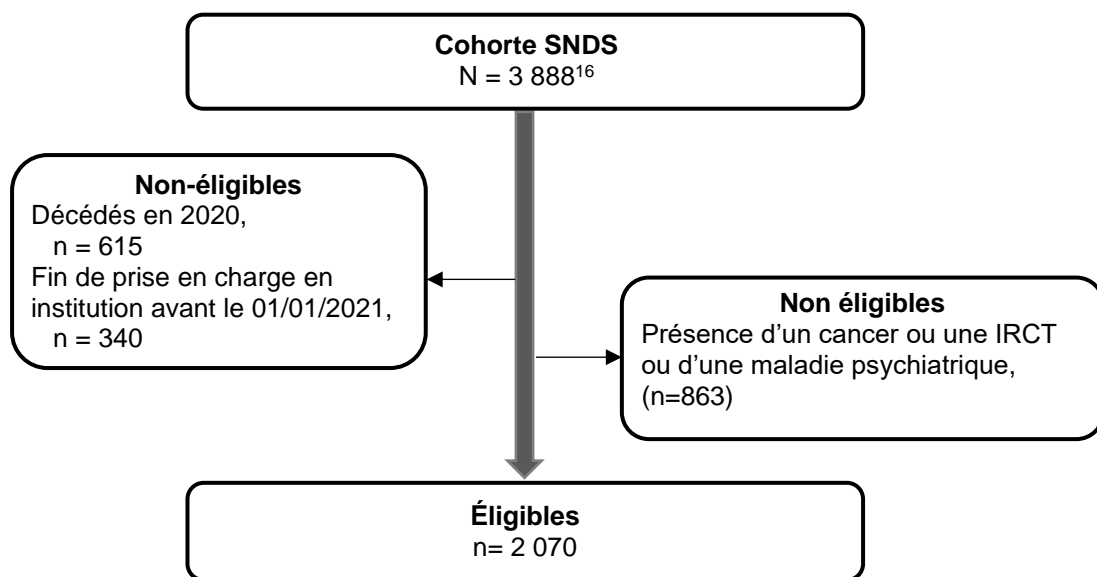 Cohorte SNDS
N = 3 888¹⁶
Non-éligibles
Décédés en 2020,
n = 615
Fin de prise en charge en
institution avant le 01/01/2021,
n = 340
Non éligibles
Présence d'un cancer ou une IRCT
ou d'une maladie psychiatrique,
(n=863)
Éligibles
n= 2 070